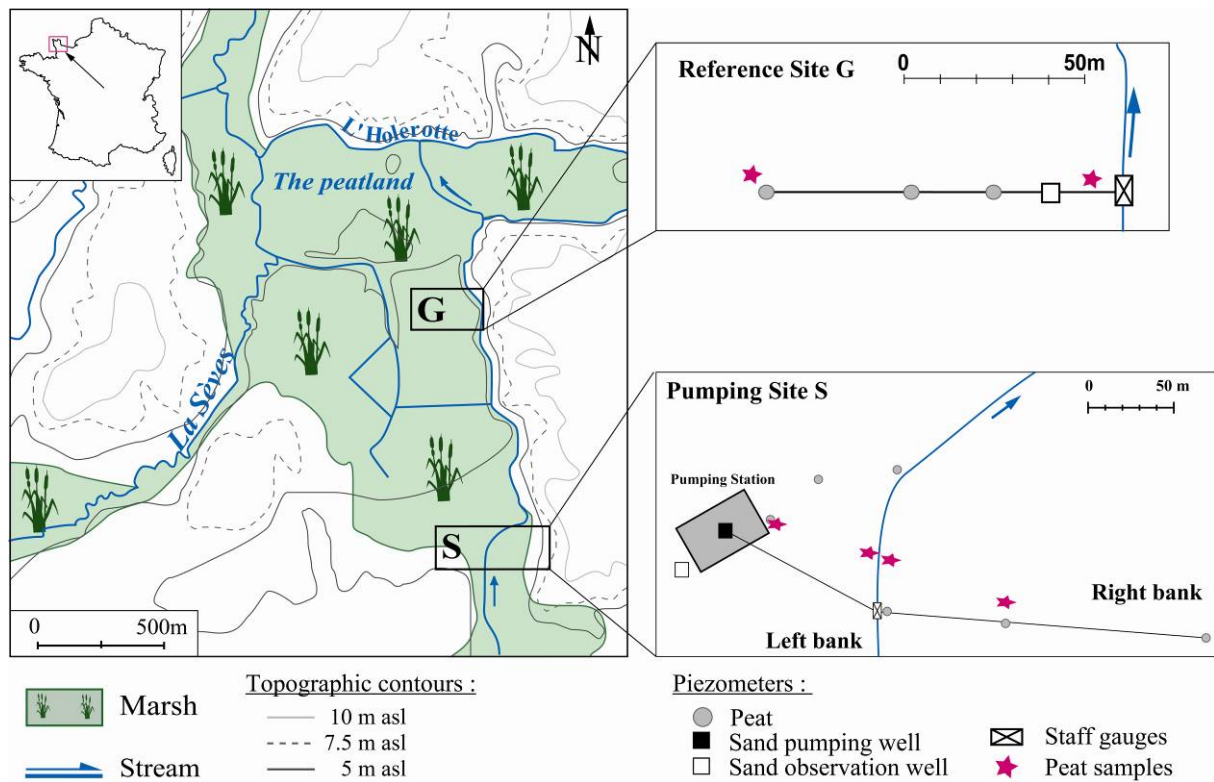 N
L'Holerotte
The peatland
G
La Sèves
S
0 500m
Reference Site G
0 50m
Pumping Site S
0 50 m
Pumping Station
Right bank
Left bank
Marsh
Stream
Topographic contours :
10 m asl
7.5 m asl
5 m asl
Piezometers :
Peat
Sand pumping well
Sand observation well
Staff gauges
Peat samples